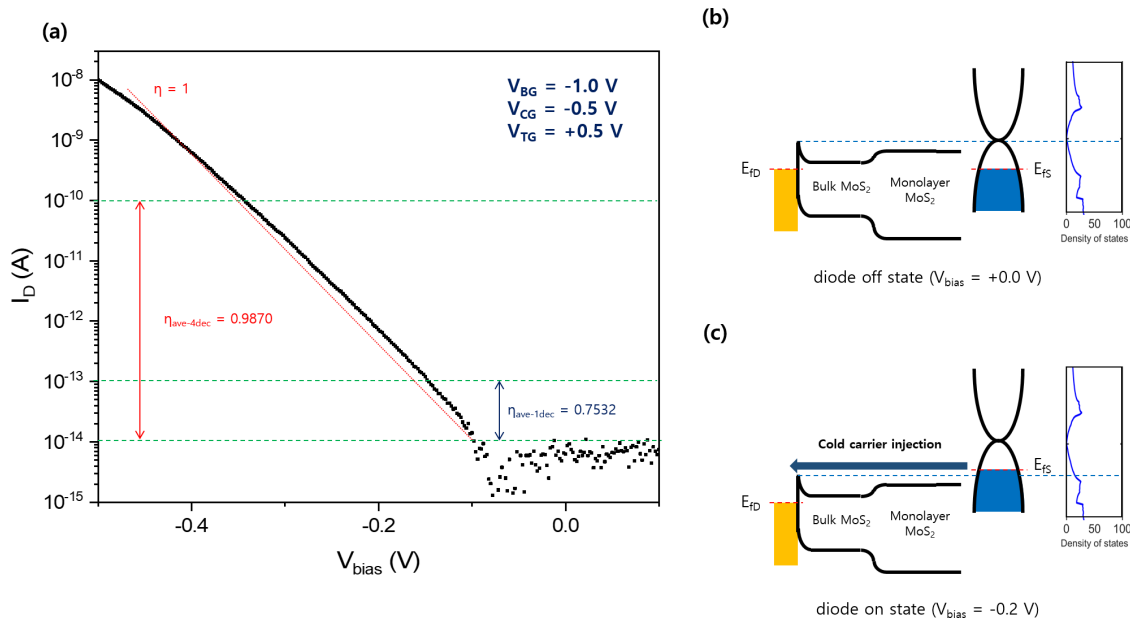 (a)
10⁻⁸
10⁻⁹
10⁻¹⁰
10⁻¹¹
10⁻¹²
10⁻¹³
10⁻¹⁴
10⁻¹⁵
I_D (A)
-0.4
-0.2
0.0
V_bias (V)
η = 1
V_BG = -1.0 V
V_CG = -0.5 V
V_TG = +0.5 V
η_ave-4dec = 0.9870
η_ave-1dec = 0.7532
(b)
E_fD
Bulk MoS₂
Monolayer
MoS₂
E_fS
0 50 100
Density of states
diode off state (V_bias = +0.0 V)
(c)
Cold carrier injection
E_fS
E_fD
Bulk MoS₂
Monolayer
MoS₂
0 50 100
Density of states
diode on state (V_bias = -0.2 V)